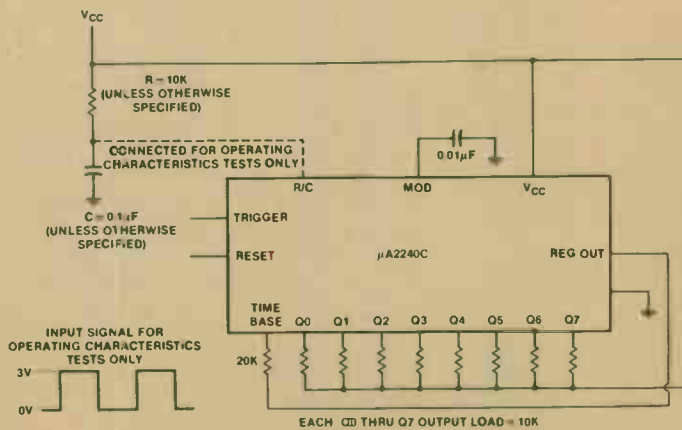 VCC
R = 10K
(UNLESS OTHERWISE
SPECIFIED)
CONNECTED FOR OPERATING
CHARACTERISTICS TESTS ONLY
0.01µF
R/C
MOD
VCC
C = 0.1µF
(UNLESS OTHERWISE
SPECIFIED)
TRIGGER
RESET
µA2240C
REG OUT
TIME
BASE
Q0
Q1
Q2
Q3
Q4
Q5
Q6
Q7
INPUT SIGNAL FOR
OPERATING CHARACTERISTICS
TESTS ONLY
20K
3V
0V
EACH Q0 THRU Q7 OUTPUT LOAD = 10K